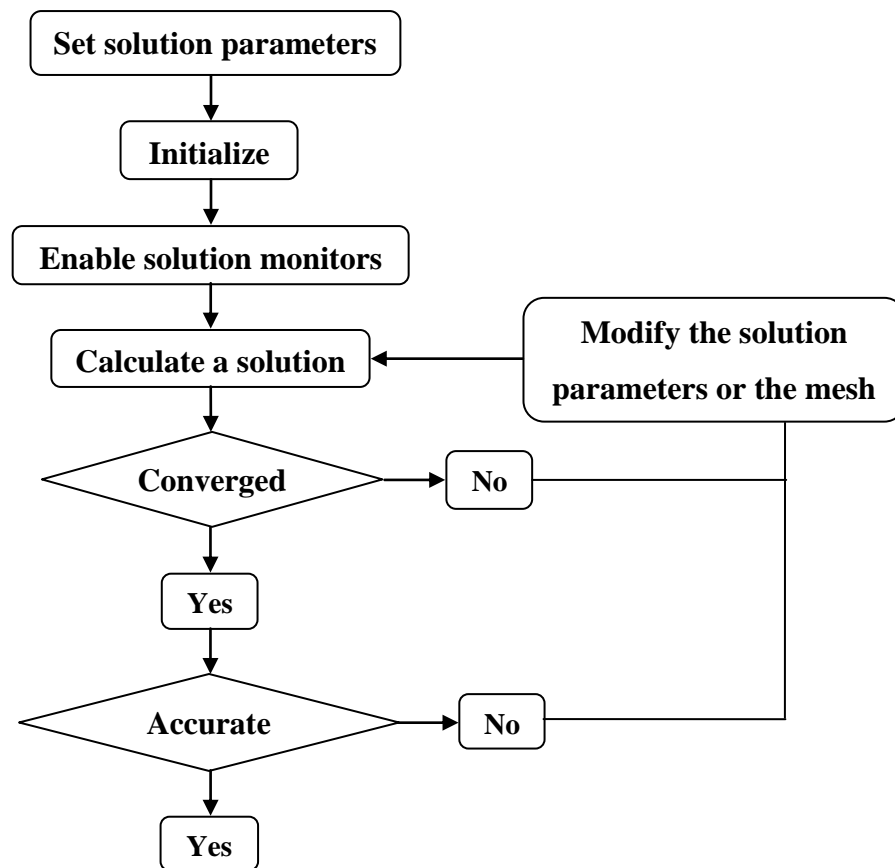 Set solution parameters
Initialize
Enable solution monitors
Calculate a solution
Modify the solution
parameters or the mesh
Converged
No
Yes
Accurate
No
Yes